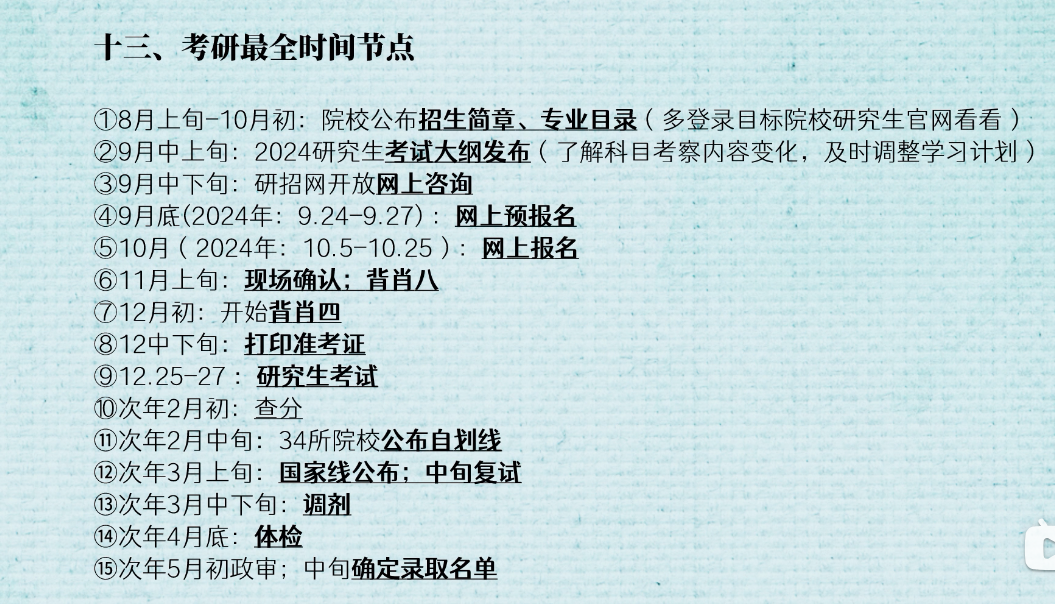 十三、考研最全时间节点
①8月上旬-10月初：院校公布招生简章、专业目录（多登录目标院校研究生官网看看）
②9月中上旬：2024研究生考试大纲发布（了解科目考察内容变化，及时调整学习计划）
③9月中下旬：研招网开放网上咨询
④9月底(2024年：9.24-9.27)：网上预报名
⑤10月（2024年：10.5-10.25）：网上报名
⑥11月上旬：现场确认；背肖八
⑦12月初：开始背肖四
⑧12中下旬：打印准考证
⑨12.25-27：研究生考试
⑩次年2月初：查分
⑪次年2月中旬：34所院校公布自划线
⑫次年3月上旬：国家线公布；中旬复试
⑬次年3月中下旬：调剂
⑭次年4月底：体检
⑮次年5月初政审；中旬确定录取名单